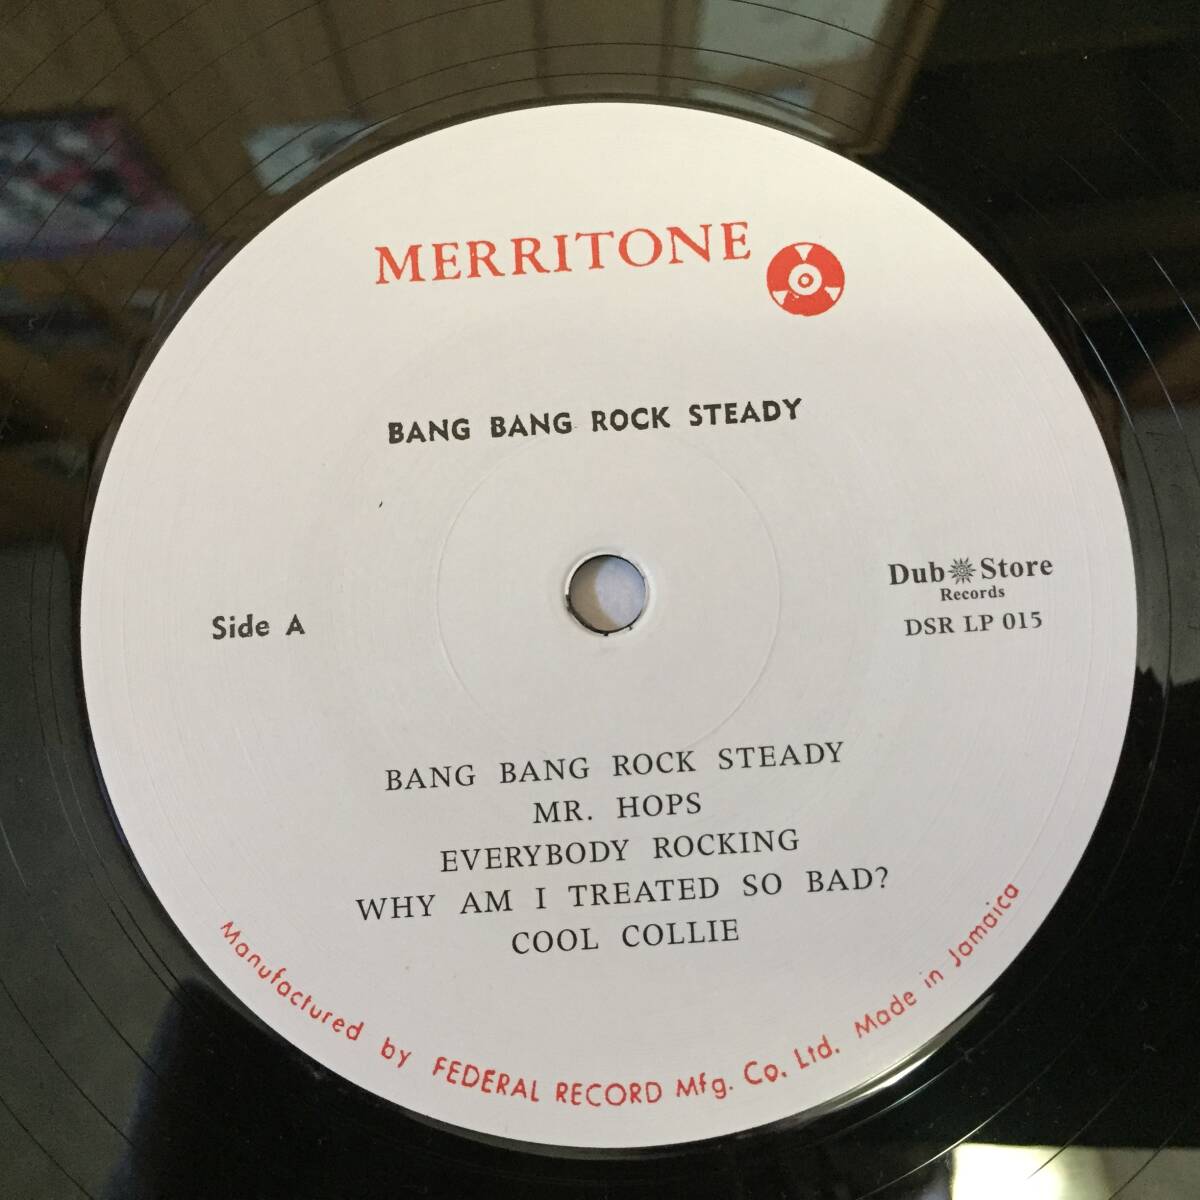 MERRITONE
BANG BANG ROCK STEADY
Side A
Dub Store
Records
DSR LP 015
BANG BANG ROCK STEADY
MR. HOPS
EVERYBODY ROCKING
WHY AM I TREATED SO BAD?
COOL COLLIE
Manufactured by FEDERAL RECORD Mfg. Co. Ltd. Made in Jamaica